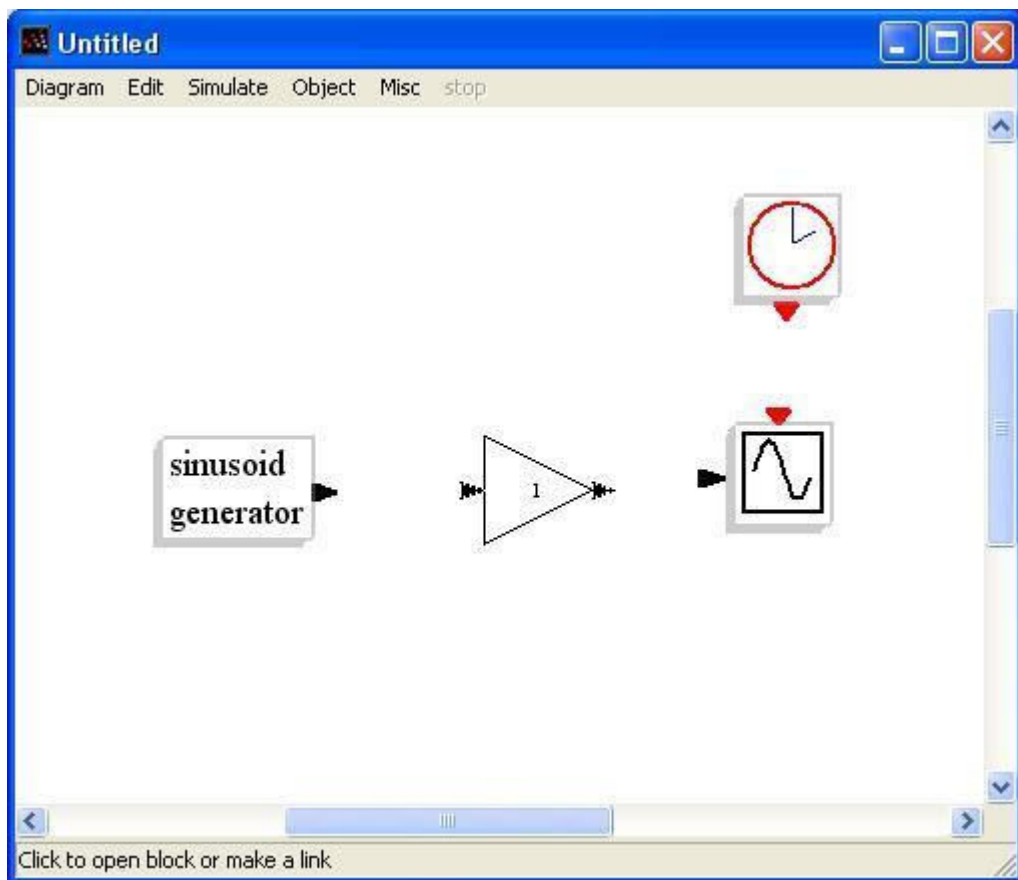 Untitled
Diagram Edit Simulate Object Misc stop
sinusoid
generator
1
Click to open block or make a link